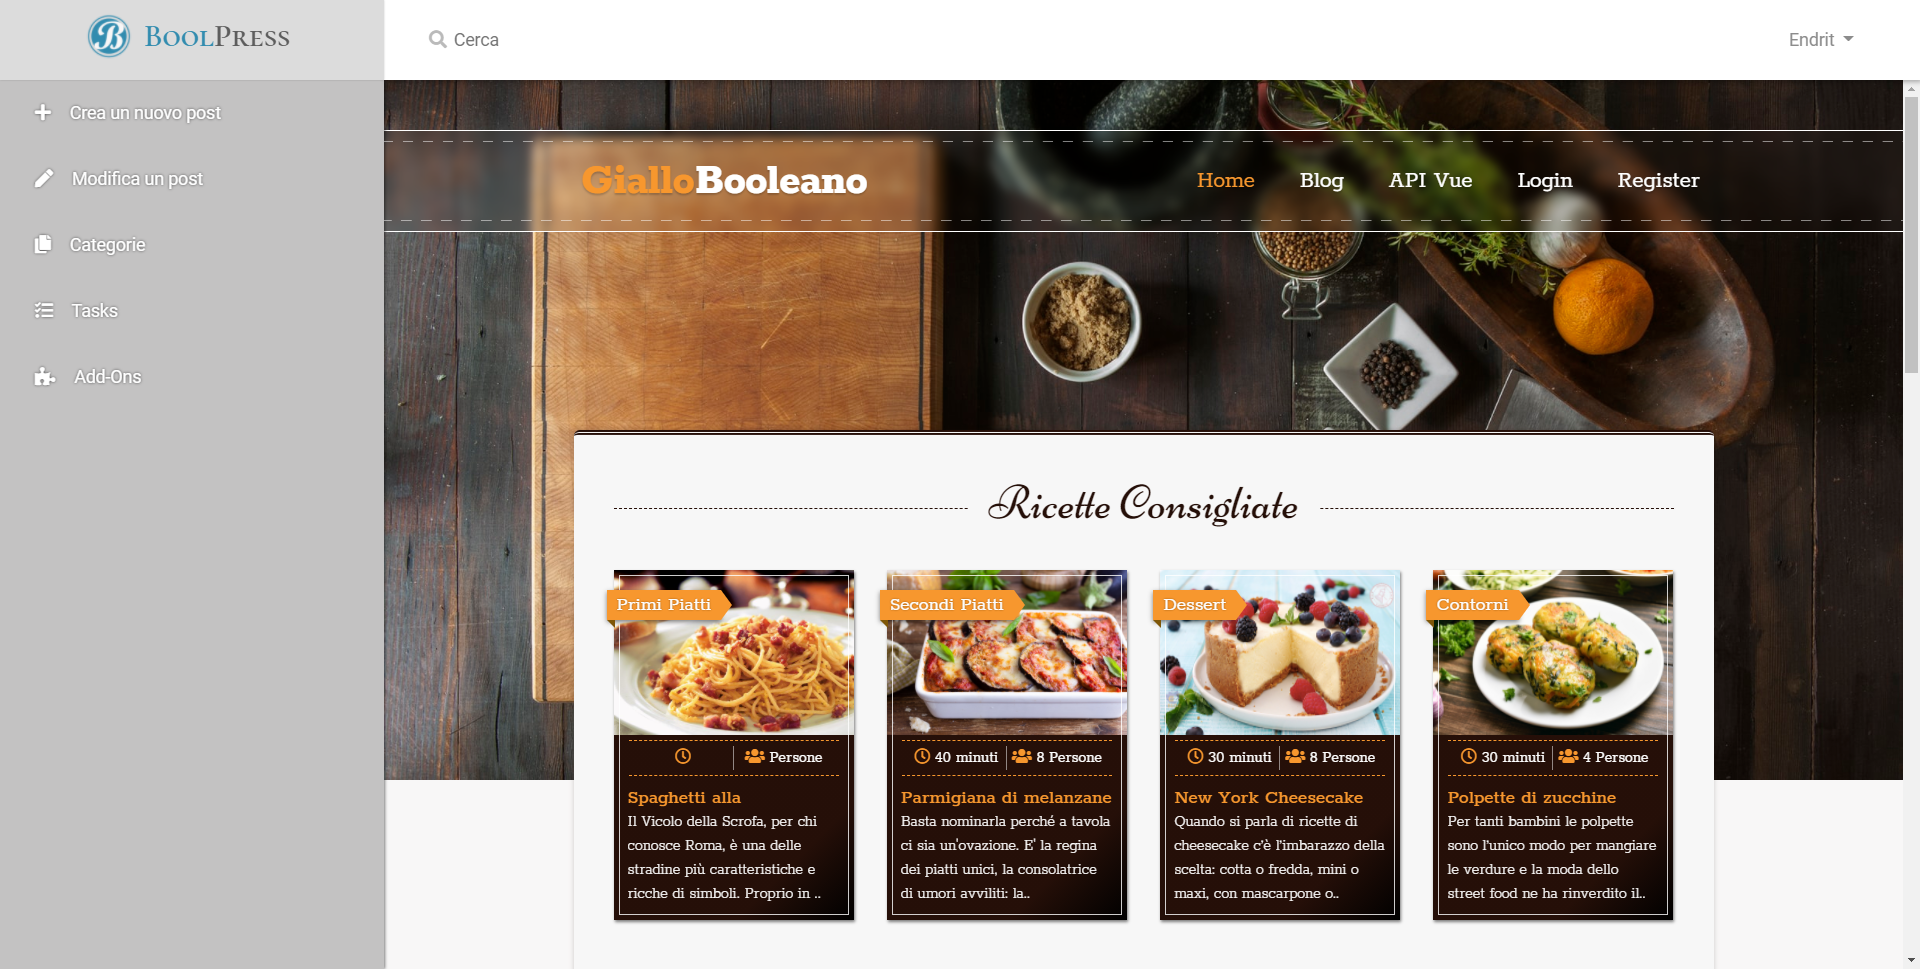 BoolPress
Cerca
Endrit
Crea un nuovo post
Modifica un post
Categorie
Tasks
Add-Ons
GialloBooleano
Home
Blog
API Vue
Login
Register
Ricette Consigliate
Primi Piatti
Persone
Spaghetti alla
Il Vicolo della Scrofa, per chi
conosce Roma, è una delle
stradine più caratteristiche e
ricche di simboli. Proprio in ..
Secondi Piatti
40 minuti
8 Persone
Parmigiana di melanzane
Basta nominarla perché a tavola
ci sia un'ovazione. E' la regina
dei piatti unici, la consolatrice
di umori avviliti: la..
Dessert
30 minuti
8 Persone
New York Cheesecake
Quando si parla di ricette di
cheesecake c'è l'imbarazzo della
scelta: cotta o fredda, mini o
maxi, con mascarpone o..
Contorni
30 minuti
4 Persone
Polpette di zucchine
Per tanti bambini le polpette
sono l'unico modo per mangiare
le verdure e la moda dello
street food ne ha rinverdito il..